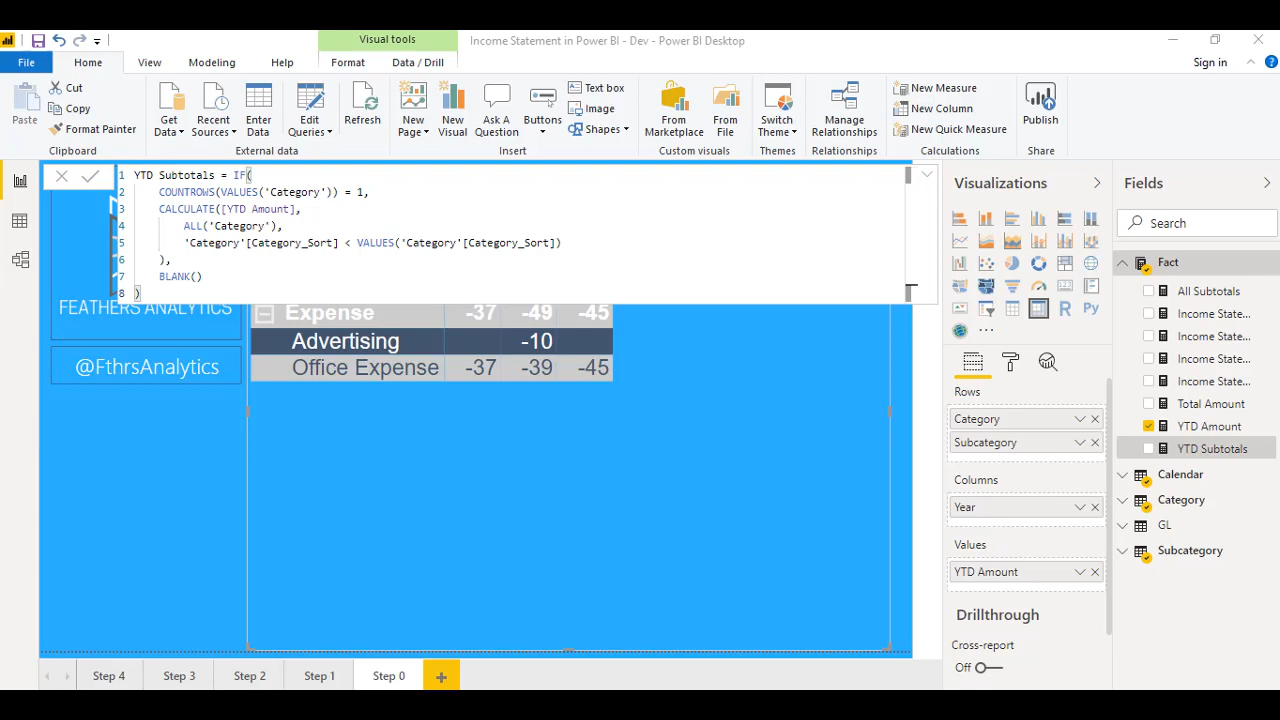 Visual tools
Income Statement in Power BI - Dev - Power BI Desktop
File
Home
View
Modeling
Help
Format
Data / Drill
Sign in
Paste
Cut
Copy
Format Painter
Clipboard
Get Data
Recent Sources
Enter Data
Edit Queries
Refresh
External data
New Page
New Visual
Ask A Question
Buttons
Text box
Image
Shapes
Insert
From Marketplace
From File
Custom visuals
Switch Theme
Themes
Manage Relationships
Relationships
New Measure
New Column
New Quick Measure
Calculations
Publish
Share
1 YTD Subtotals = IF(
2 COUNTROWS(VALUES('Category')) = 1,
3 CALCULATE([YTD Amount],
4 ALL('Category'),
5 'Category'[Category_Sort] < VALUES('Category'[Category_Sort])
6 ),
7 BLANK()
8 )
FEATHERS ANALYTICS
@FthrsAnalytics
Expense -37 -49 -45
Advertising -10
Office Expense -37 -39 -45
Visualizations
R Py
Rows
Category
Subcategory
Columns
Year
Values
YTD Amount
Drillthrough
Cross-report
Off
Fields
Search
Fact
All Subtotals
Income State...
Income State...
Income State...
Income State...
Total Amount
YTD Amount
YTD Subtotals
Calendar
Category
GL
Subcategory
Step 4
Step 3
Step 2
Step 1
Step 0